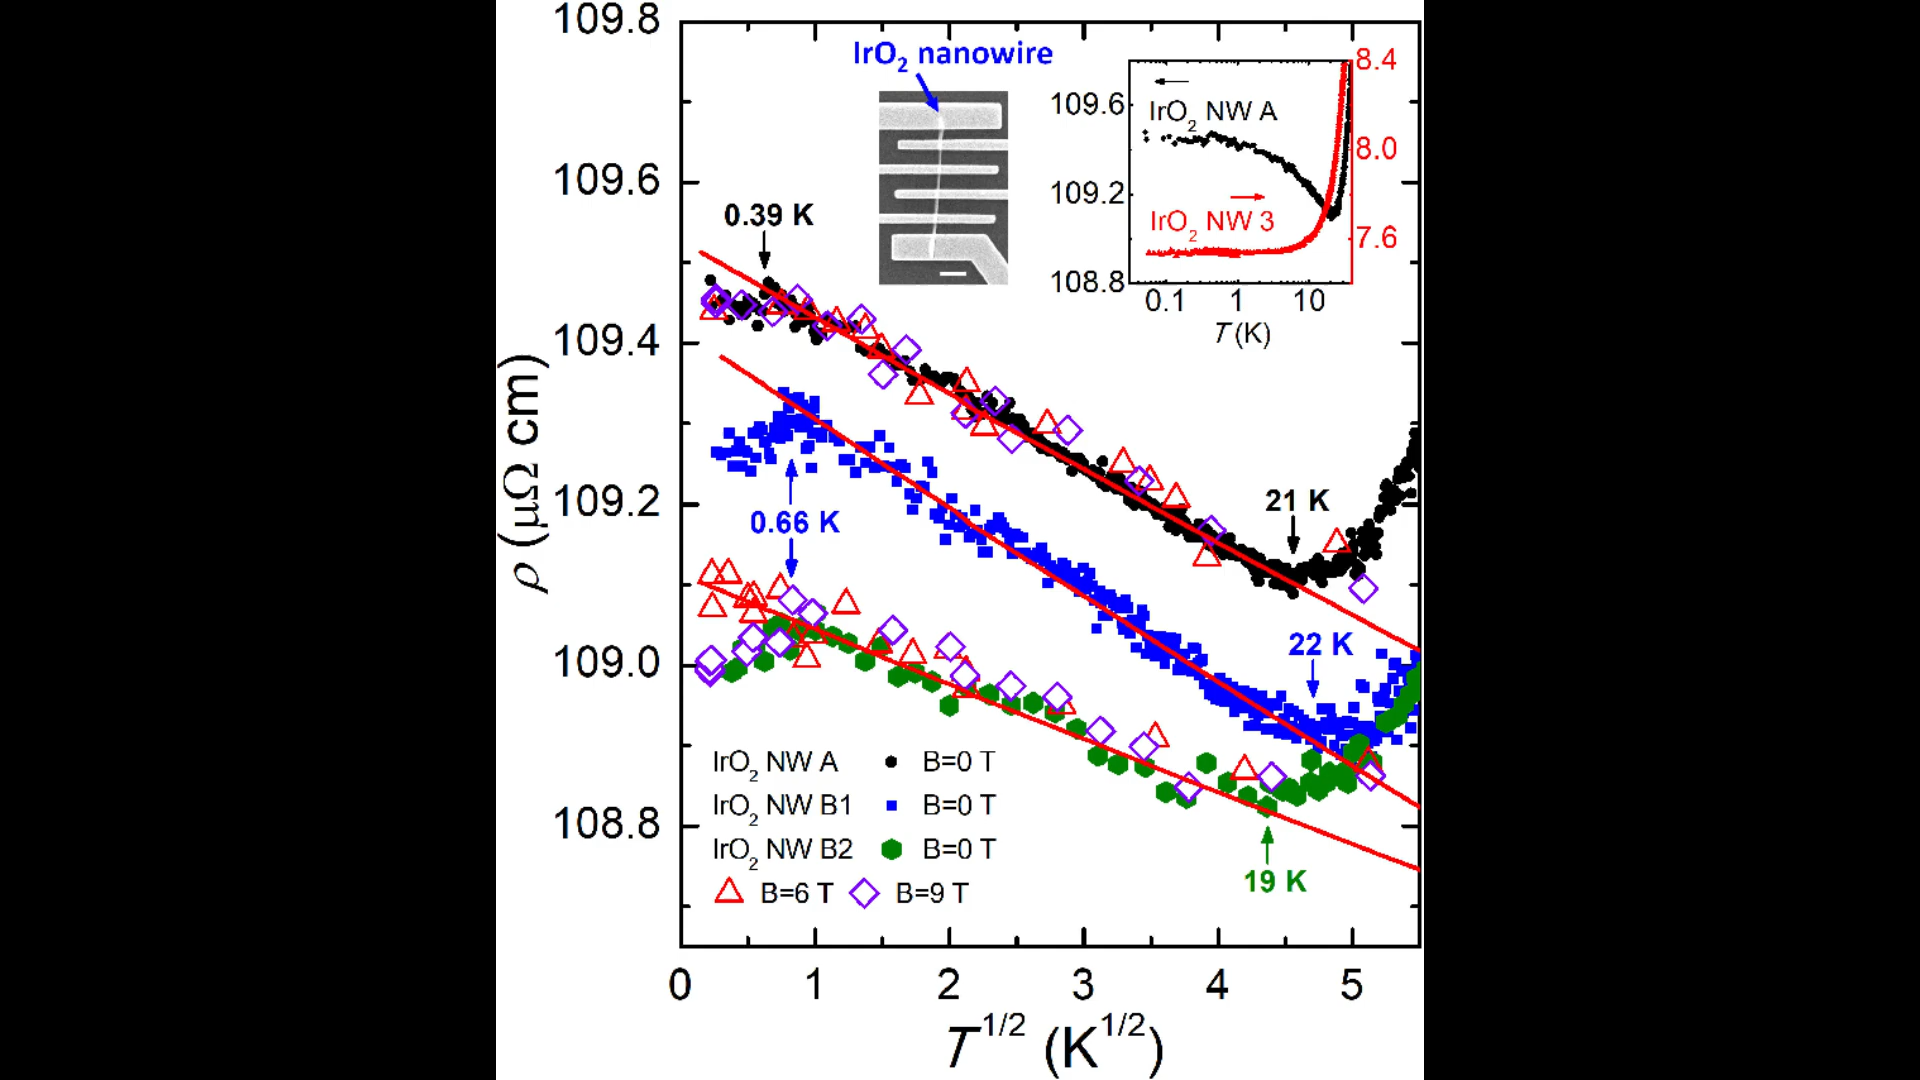 109.8
109.6
109.4
109.2
109.0
108.8
ρ (μΩ cm)
0 1 2 3 4 5
T^1/2 (K^1/2)
IrO2 nanowire
109.6
109.2
108.8
8.4
8.0
7.6
IrO2 NW A
IrO2 NW 3
0.1 1 10
T (K)
0.39 K
21 K
0.66 K
22 K
19 K
IrO2 NW A B=0 T
IrO2 NW B1 B=0 T
IrO2 NW B2 B=0 T
B=6 T B=9 T